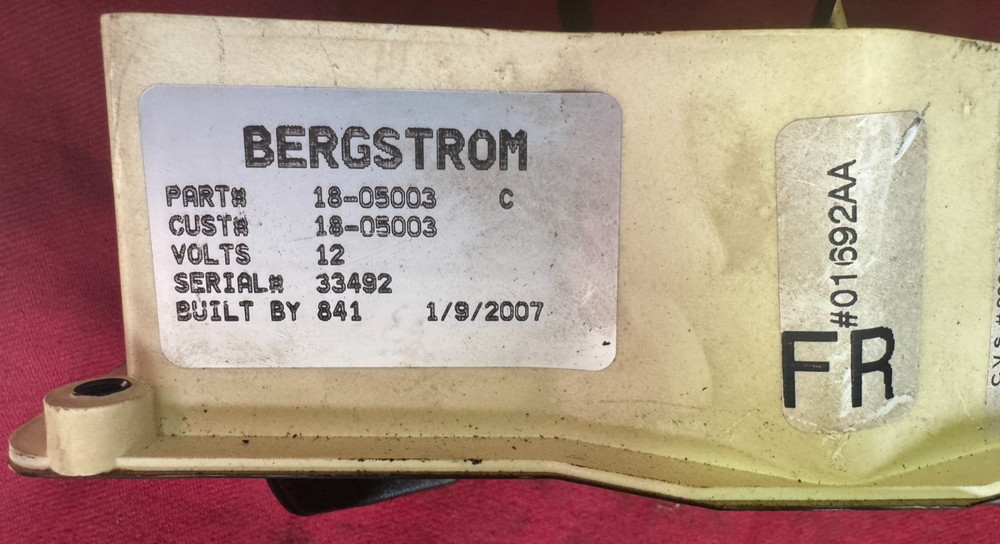 BERGSTROM
PART# 18-05003 C
CUST# 18-05003
VOLTS 12
SERIAL# 33492
BUILT BY 841 1/9/2007
#01692AA
FR